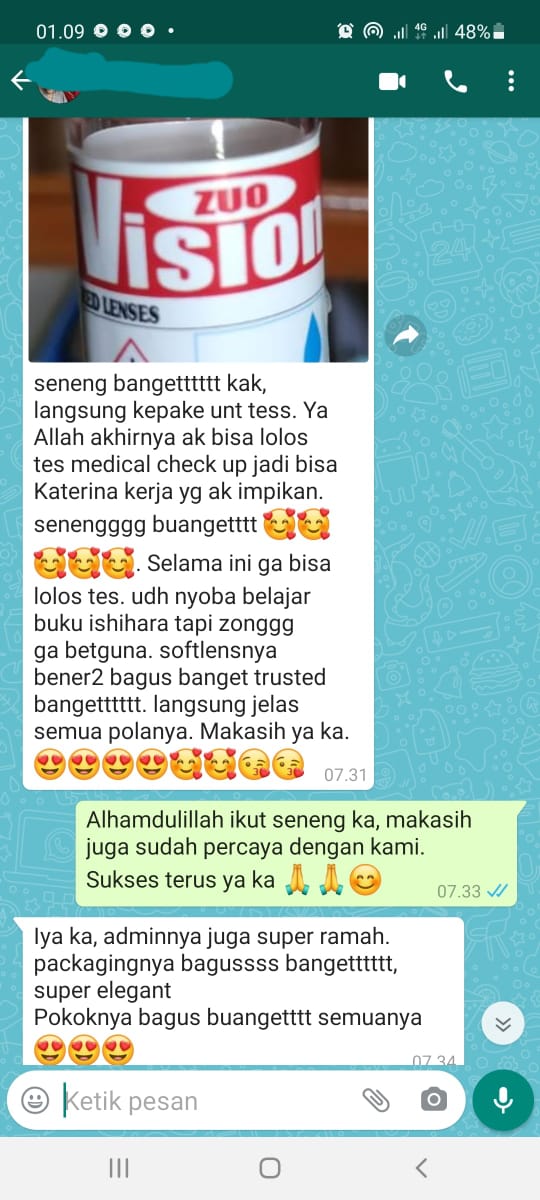 01.09
4G
48%
ZUO
Vision
ED LENSES
seneng bangetttttt kak,
langsung kepake unt tess. Ya
Allah akhirnya ak bisa lolos
tes medical check up jadi bisa
Katerina kerja yg ak impikan.
senengggg buangetttt 🥰🥰
🥰🥰🥰. Selama ini ga bisa
lolos tes. udh nyoba belajar
buku ishihara tapi zonggg
ga betguna. softlensnya
bener2 bagus banget trusted
bangetttttt. langsung jelas
semua polanya. Makasih ya ka.
😍😍😍😍🥰🥰😘😘 07.31
Alhamdulillah ikut seneng ka, makasih
juga sudah percaya dengan kami.
Sukses terus ya ka 🙏🙏😊 07.33
Iya ka, adminnya juga super ramah.
packagingnya bagussss bangetttttt,
super elegant
Pokoknya bagus buangetttt semuanya
😍😍😍 07.34
Ketik pesan